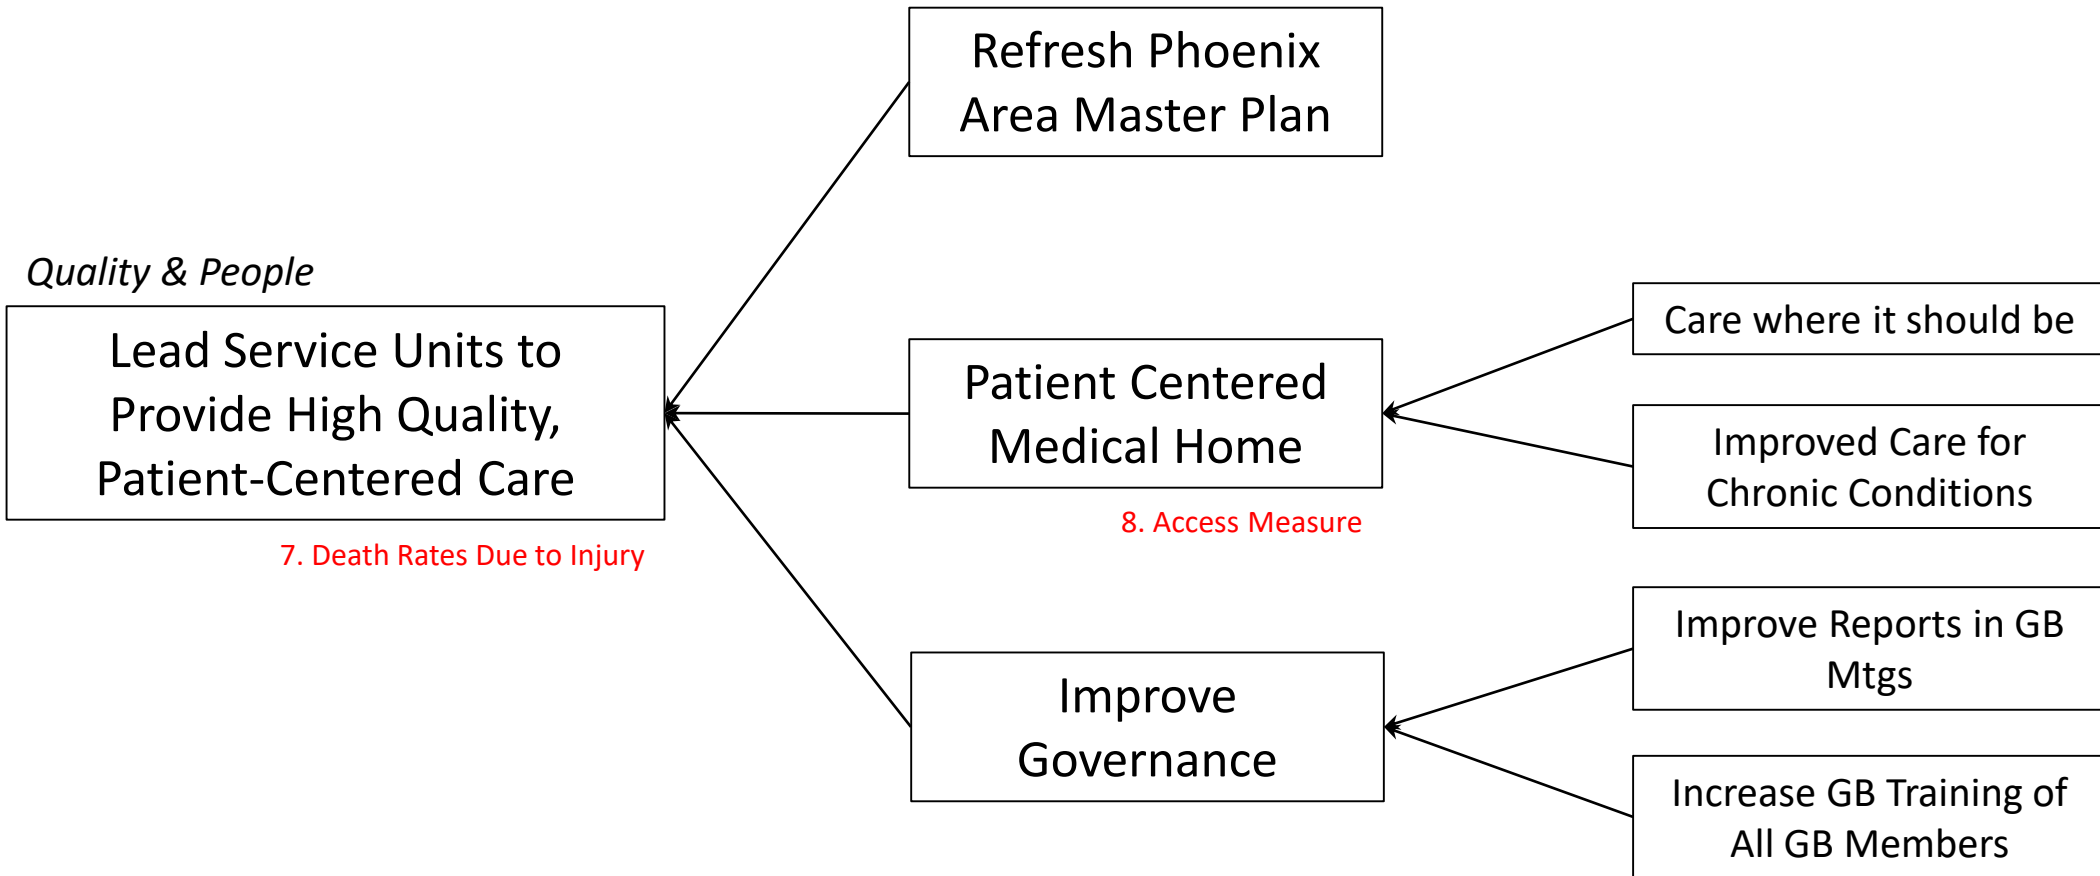 Refresh Phoenix
Area Master Plan
Quality & People
Lead Service Units to
Provide High Quality,
Patient-Centered Care
7. Death Rates Due to Injury
Patient Centered
Medical Home
8. Access Measure
Improve
Governance
Care where it should be
Improved Care for
Chronic Conditions
Improve Reports in GB
Mtgs
Increase GB Training of
All GB Members